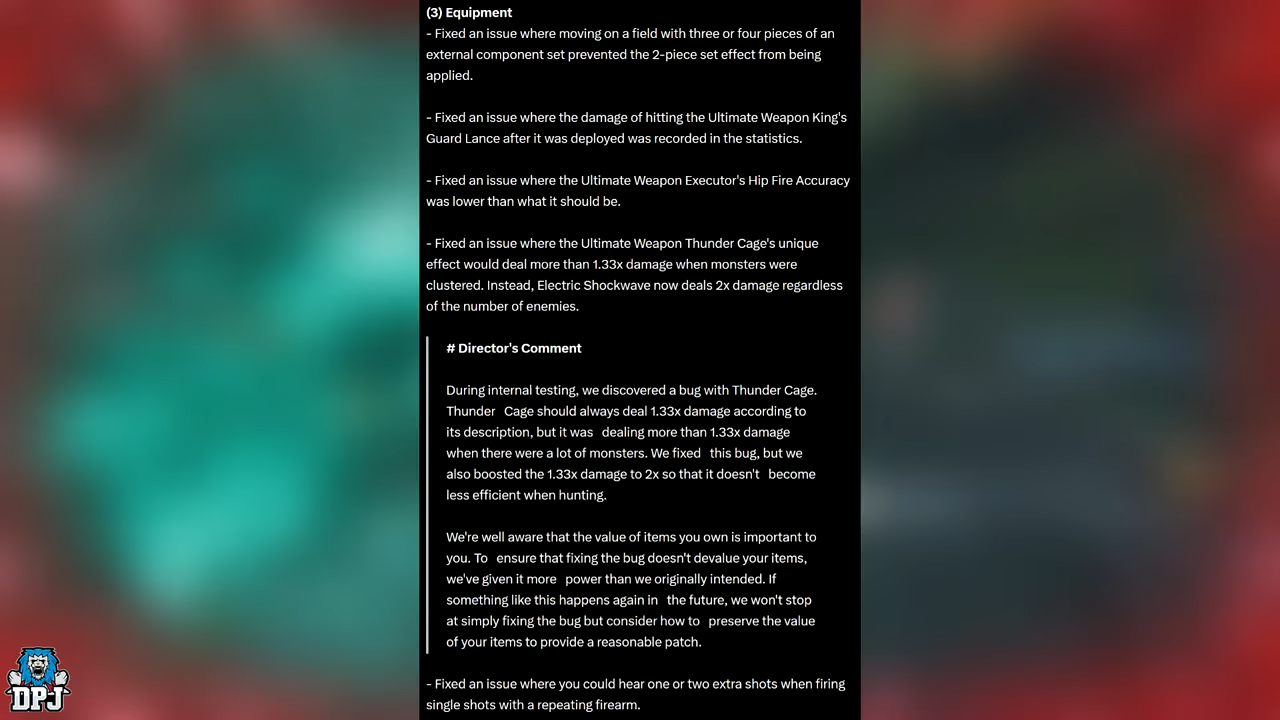 (3) Equipment
- Fixed an issue where moving on a field with three or four pieces of an
external component set prevented the 2-piece set effect from being
applied.
- Fixed an issue where the damage of hitting the Ultimate Weapon King's
Guard Lance after it was deployed was recorded in the statistics.
- Fixed an issue where the Ultimate Weapon Executor's Hip Fire Accuracy
was lower than what it should be.
- Fixed an issue where the Ultimate Weapon Thunder Cage's unique
effect would deal more than 1.33x damage when monsters were
clustered. Instead, Electric Shockwave now deals 2x damage regardless
of the number of enemies.
# Director's Comment
During internal testing, we discovered a bug with Thunder Cage.
Thunder Cage should always deal 1.33x damage according to
its description, but it was dealing more than 1.33x damage
when there were a lot of monsters. We fixed this bug, but we
also boosted the 1.33x damage to 2x so that it doesn't become
less efficient when hunting.
We're well aware that the value of items you own is important to
you. To ensure that fixing the bug doesn't devalue your items,
we've given it more power than we originally intended. If
something like this happens again in the future, we won't stop
at simply fixing the bug but consider how to preserve the value
of your items to provide a reasonable patch.
- Fixed an issue where you could hear one or two extra shots when firing
single shots with a repeating firearm.
DPJ